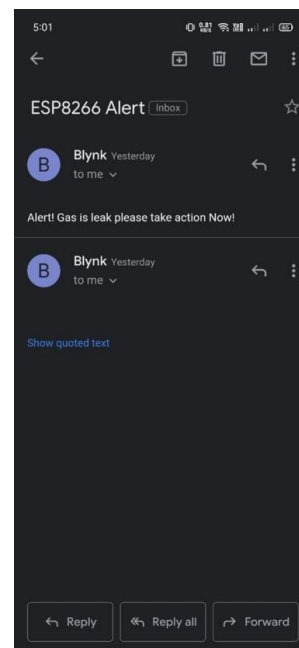 5:01
ESP8266 Alert Inbox
B
Blynk Yesterday
to me
Alert! Gas is leak please take action Now!
B
Blynk Yesterday
to me
Show quoted text
Reply Reply all Forward